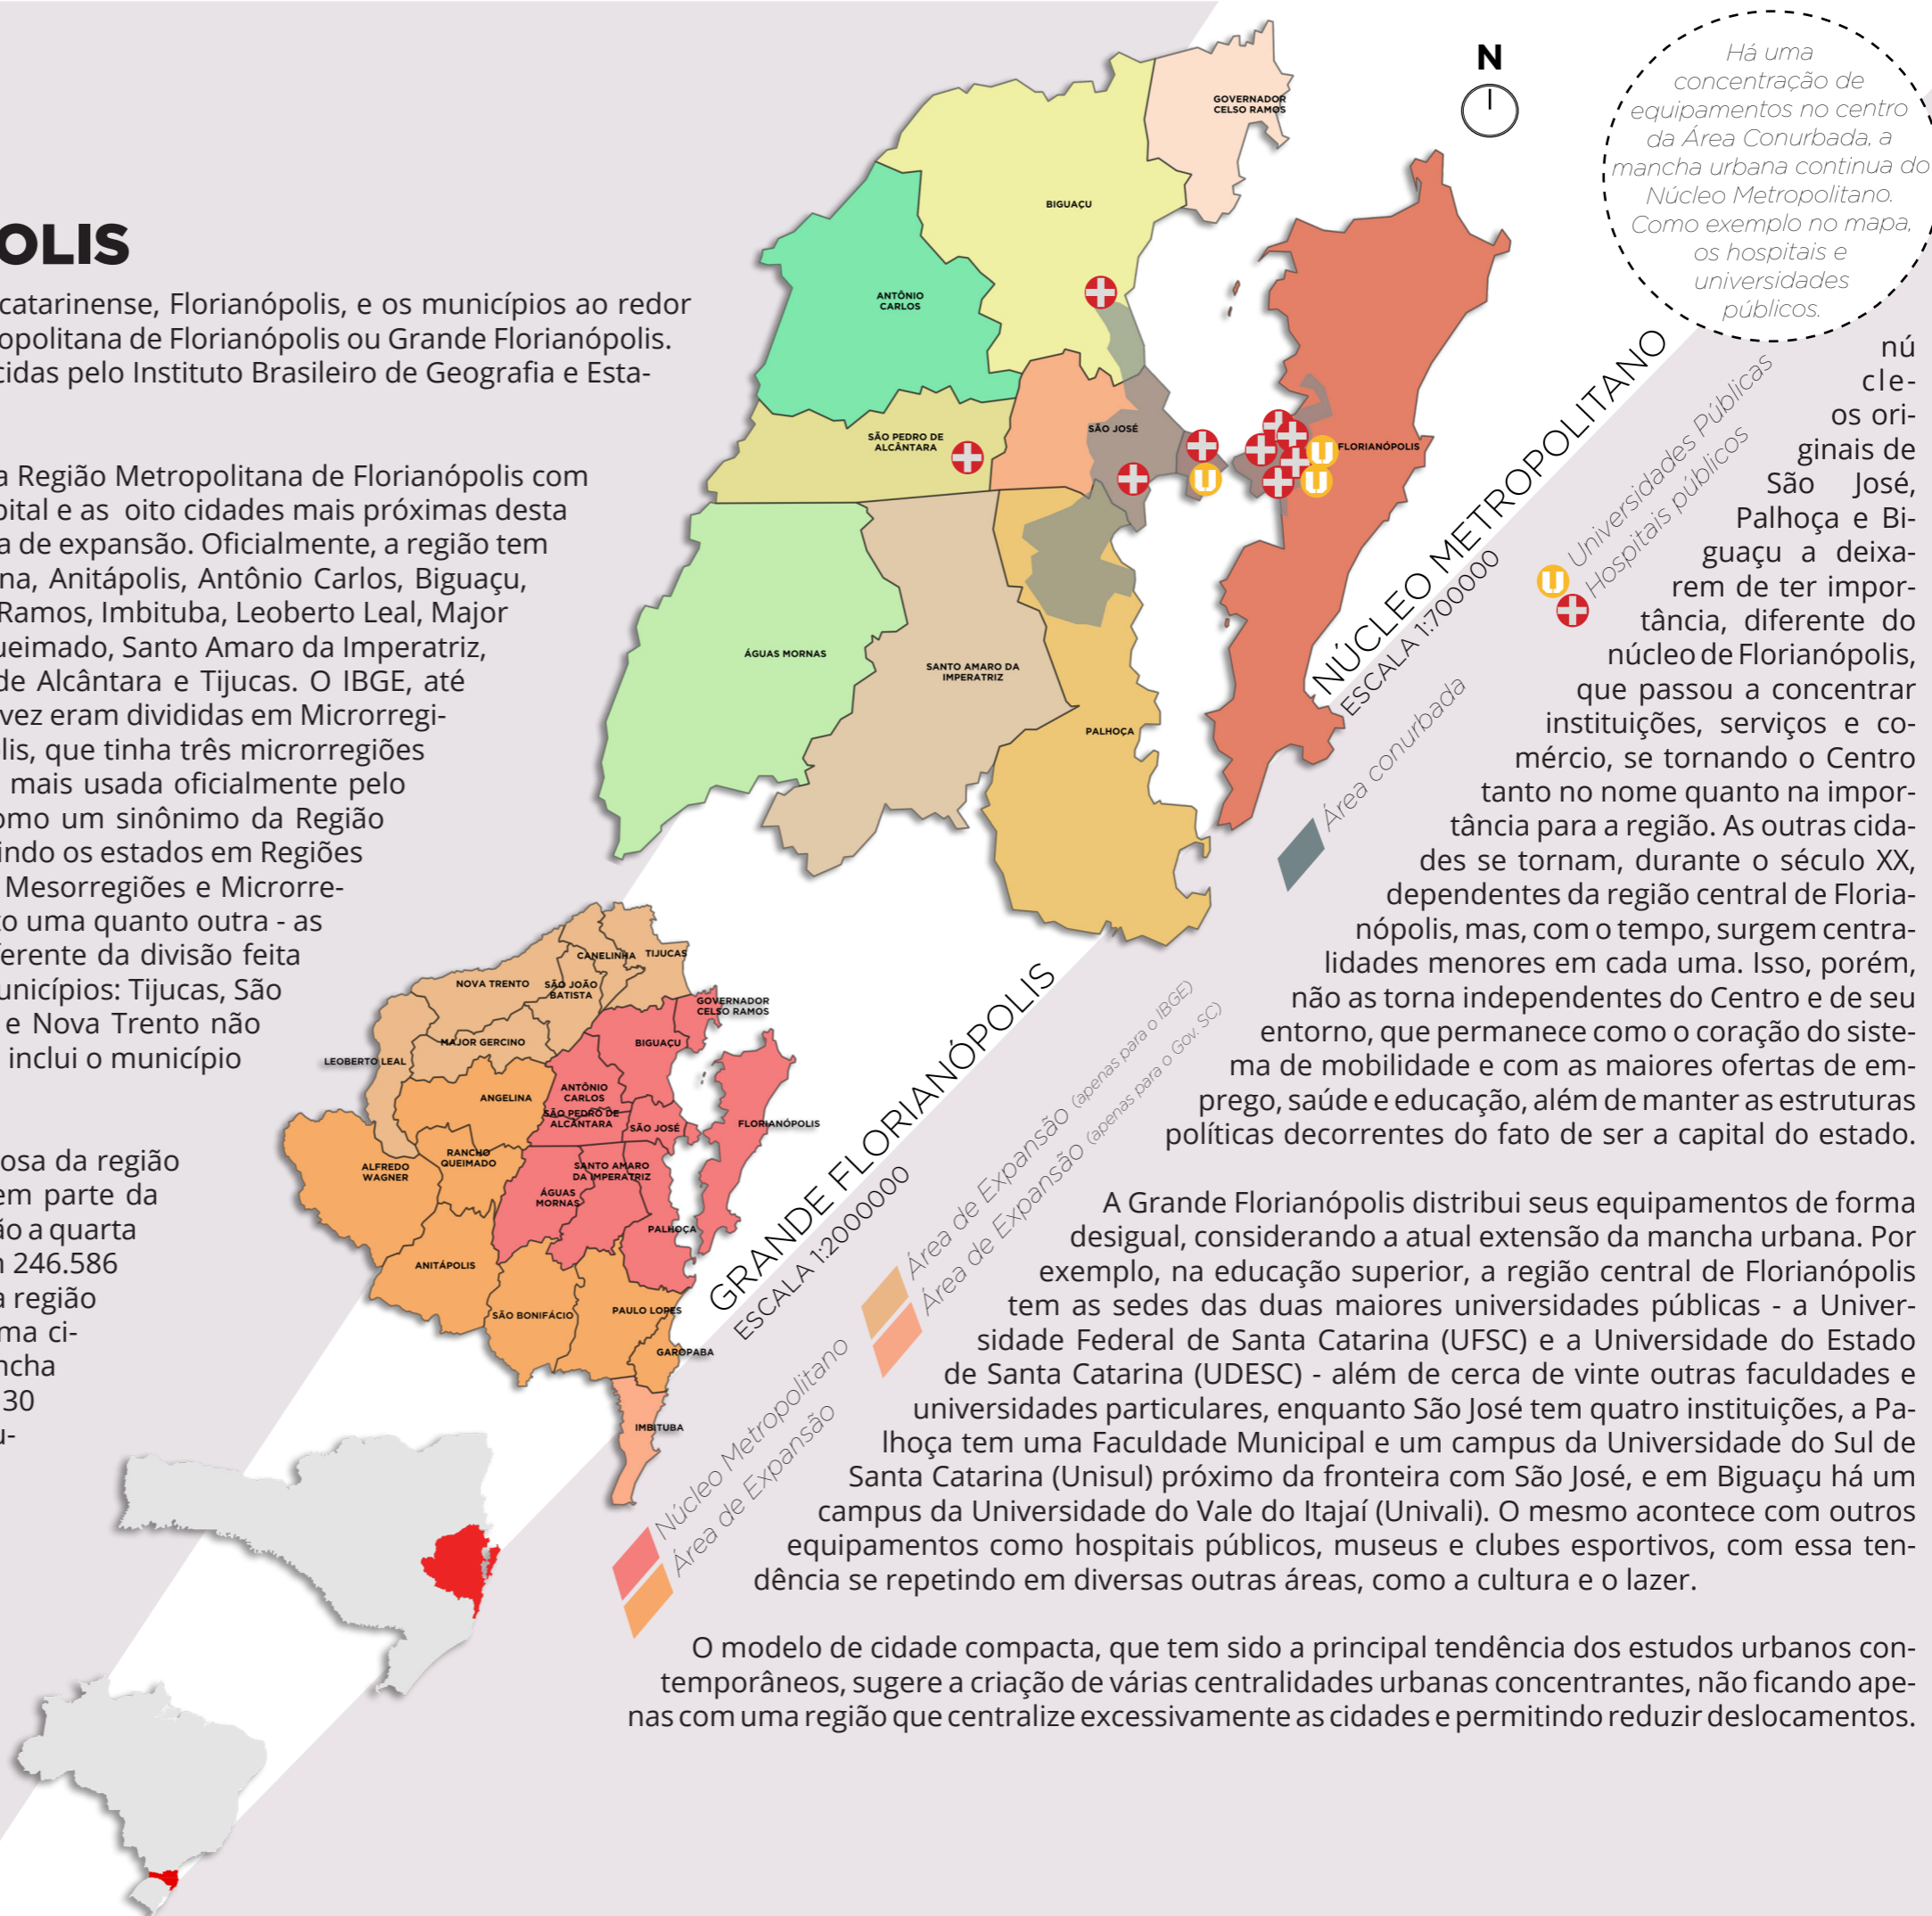 OLIS
catarinense, Florianópolis, e os municípios ao redor
opolitana de Florianópolis ou Grande Florianópolis.
cidas pelo Instituto Brasileiro de Geografia e Esta-
a Região Metropolitana de Florianópolis com
pital e as oito cidades mais próximas desta
a de expansão. Oficialmente, a região tem
na, Anitápolis, Antônio Carlos, Biguaçu,
Ramos, Imbituba, Leoberto Leal, Major
ueimado, Santo Amaro da Imperatriz,
de Alcântara e Tijucas. O IBGE, até
vez eram divididas em Microrregi-
lis, que tinha três microrregiões
mais usada oficialmente pelo
omo um sinônimo da Região
indo os estados em Regiões
Mesorregiões e Microrre-
to uma quanto outra - as
ferente da divisão feita
unicípios: Tijucas, São
e Nova Trento não
inclui o município
osa da região
em parte da
ão a quarta
n 246.586
a região
ma ci-
ncha
30
u-
N
GOVERNADOR
CELSO RAMOS
BIGUAÇU
ANTÔNIO
CARLOS
SÃO PEDRO DE
ALCÂNTARA
SÃO JOSÉ
FLORIANÓPOLIS
ÁGUAS MORNAS
SANTO AMARO DA
IMPERATRIZ
PALHOÇA
NÚCLEO METROPOLITANO
ESCALA 1:700000
U Universidades Públicas
Hospitais públicos
Área conurbada
Há uma
concentração de
equipamentos no centro
da Área Conurbada, a
mancha urbana continua do
Núcleo Metropolitano.
Como exemplo no mapa,
os hospitais e
universidades
públicos.
CANELINHA
TIJUCAS
NOVA TRENTO
SÃO JOÃO
BATISTA
GOVERNADOR
CELSO RAMOS
MAJOR GERCINO
BIGUAÇU
LEOBERTO LEAL
ANGELINA
ANTÔNIO
CARLOS
SÃO PEDRO DE
ALCANTARA
SÃO JOSÉ
FLORIANÓPOLIS
ALFREDO
WAGNER
RANCHO
QUEIMADO
SANTO AMARO
DA IMPERATRIZ
ÁGUAS
MORNAS
PALHOÇA
ANITÁPOLIS
SÃO BONIFÁCIO
PAULO LOPES
GAROPABA
IMBITUBA
GRANDE FLORIANÓPOLIS
ESCALA 1:2000000
Área de Expansão (apenas para o IBGE)
Área de Expansão (apenas para o Gov. SC)
Núcleo Metropolitano
Área de Expansão
nú
cle-
os ori-
ginais de
São José,
Palhoça e Bi-
guaçu a deixa-
rem de ter impor-
tância, diferente do
núcleo de Florianópolis,
que passou a concentrar
instituições, serviços e co-
mércio, se tornando o Centro
tanto no nome quanto na impor-
tância para a região. As outras cida-
des se tornam, durante o século XX,
dependentes da região central de Floria-
nópolis, mas, com o tempo, surgem centra-
lidades menores em cada uma. Isso, porém,
não as torna independentes do Centro e de seu
entorno, que permanece como o coração do siste-
ma de mobilidade e com as maiores ofertas de em-
prego, saúde e educação, além de manter as estruturas
políticas decorrentes do fato de ser a capital do estado.
A Grande Florianópolis distribui seus equipamentos de forma
desigual, considerando a atual extensão da mancha urbana. Por
exemplo, na educação superior, a região central de Florianópolis
tem as sedes das duas maiores universidades públicas - a Univer-
sidade Federal de Santa Catarina (UFSC) e a Universidade do Estado
de Santa Catarina (UDESC) - além de cerca de vinte outras faculdades e
universidades particulares, enquanto São José tem quatro instituições, a Pa-
lhoça tem uma Faculdade Municipal e um campus da Universidade do Sul de
Santa Catarina (Unisul) próximo da fronteira com São José, e em Biguaçu há um
campus da Universidade do Vale do Itajaí (Univali). O mesmo acontece com outros
equipamentos como hospitais públicos, museus e clubes esportivos, com essa ten-
dência se repetindo em diversas outras áreas, como a cultura e o lazer.
O modelo de cidade compacta, que tem sido a principal tendência dos estudos urbanos con-
temporâneos, sugere a criação de várias centralidades urbanas concentrantes, não ficando ape-
nas com uma região que centralize excessivamente as cidades e permitindo reduzir deslocamentos.